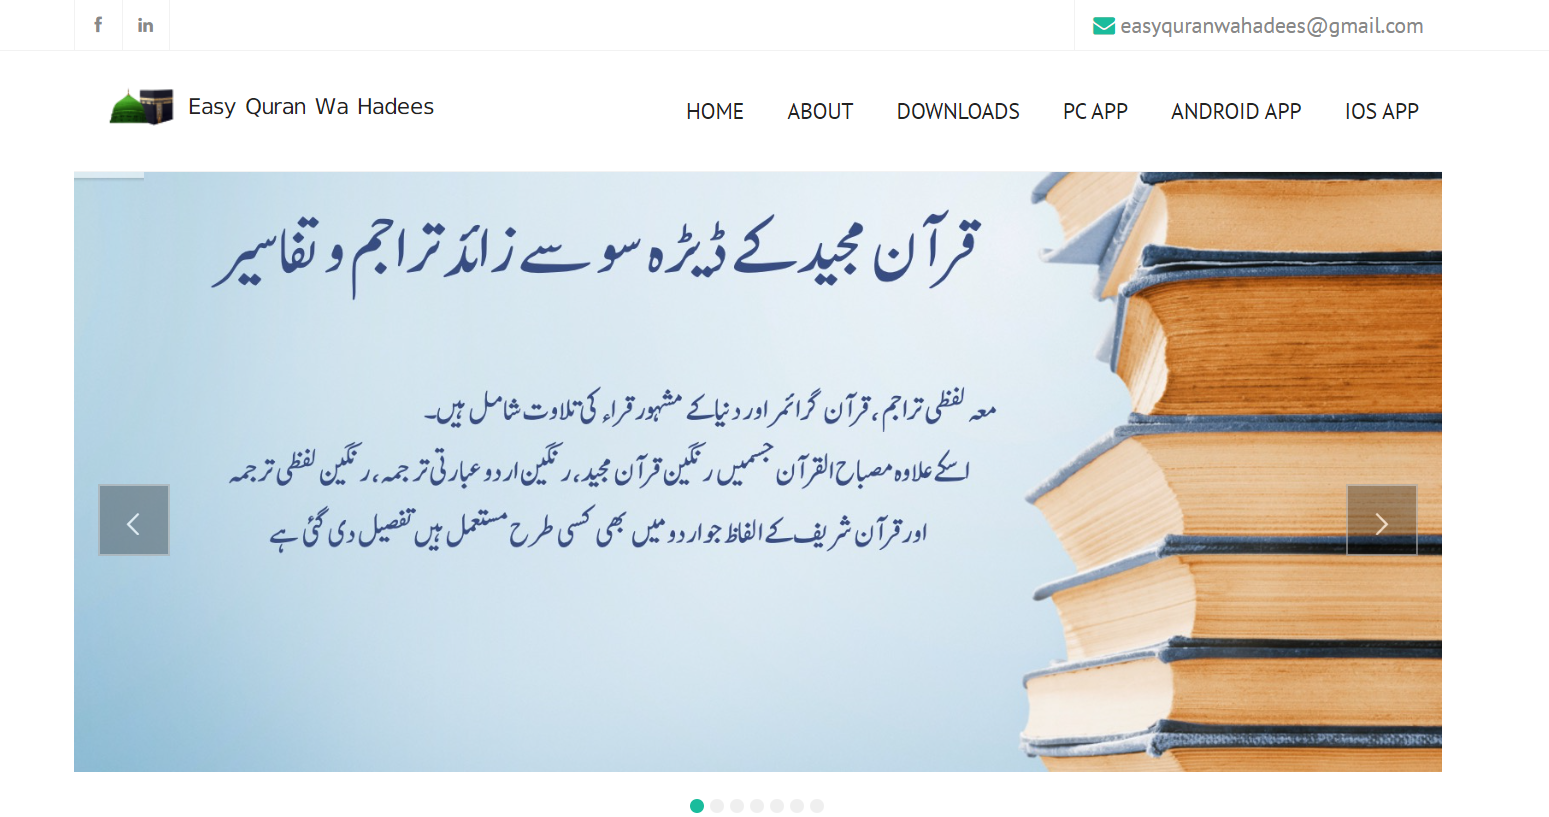 easyquranwahadees@gmail.com
Easy Quran Wa Hadees
HOME ABOUT DOWNLOADS PC APP ANDROID APP IOS APP
قرآن مجید کے ڈیڑہ سو سے زائد تراجم و تفاسیر
معہ لفظی تراجم، قرآن گرائمر اور دنیا کے مشہور قراء کی تلاوت شامل ہیں۔
اسکے علاوہ مصباح القرآن جسمیں رنگین قرآن مجید، رنگین اردو عبارتی ترجمہ، رنگین لفظی ترجمہ
اور قرآن شریف کے الفاظ جو اردو میں بھی کسی طرح مستعمل ہیں تفصیل دی گئی ہے